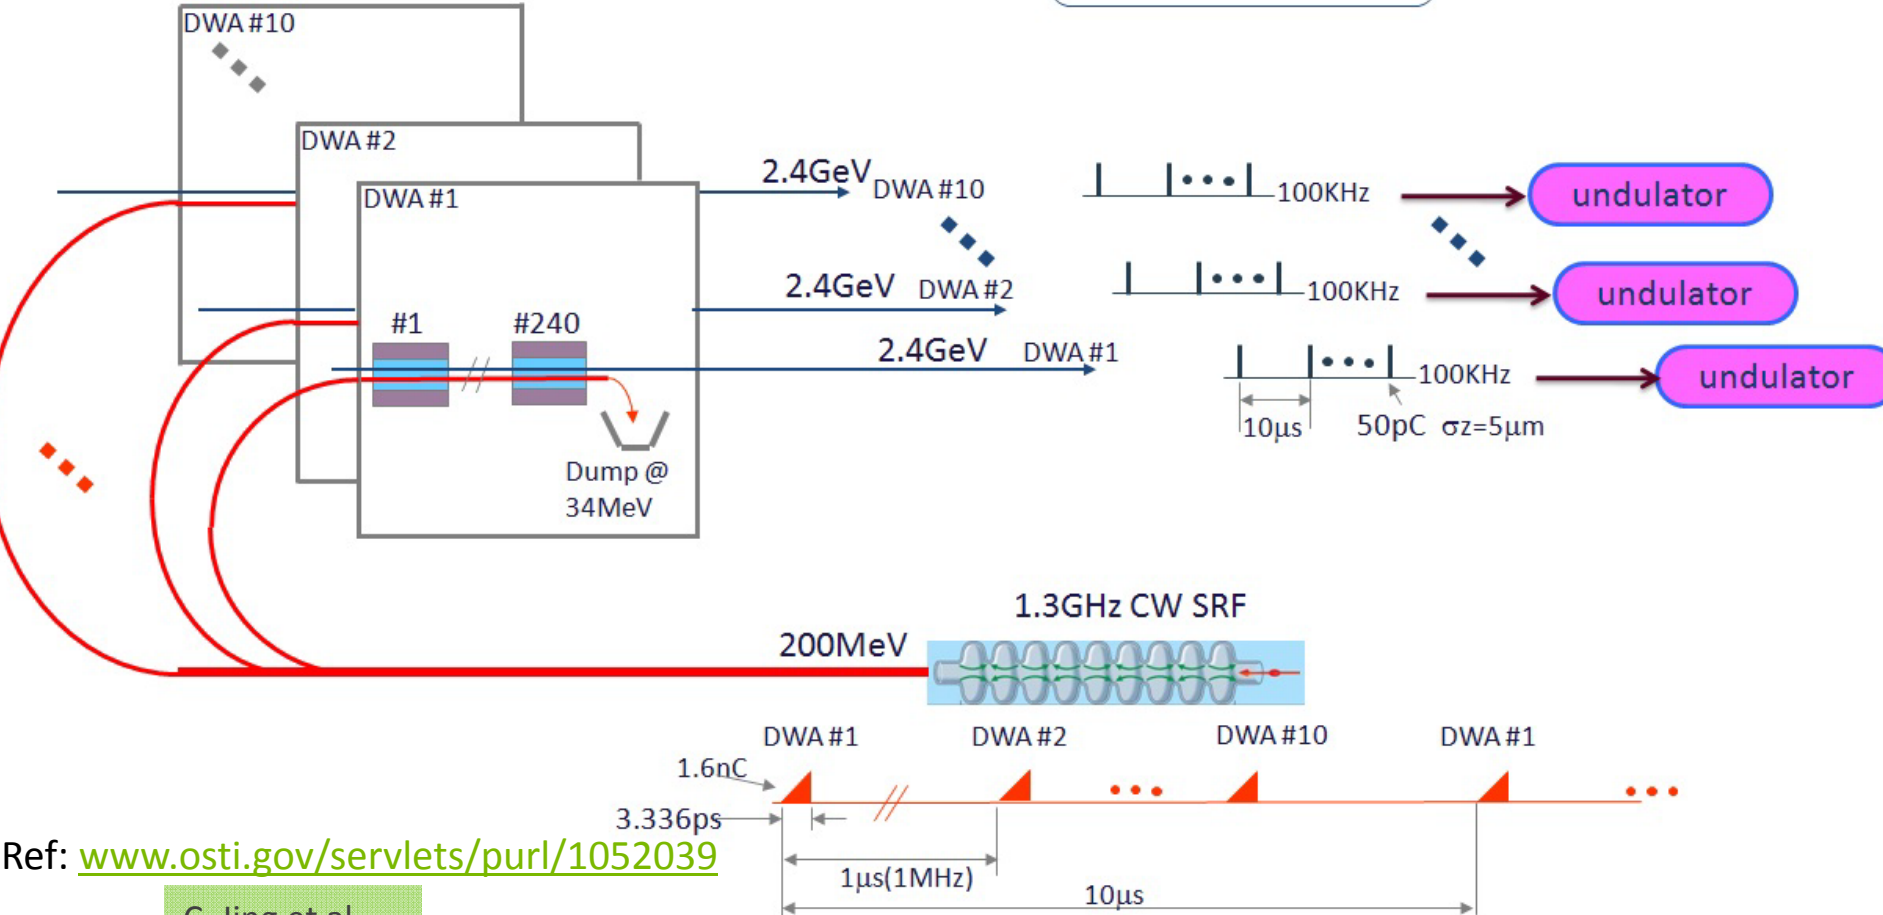 DWA #10
DWA #2
DWA #1
#1
#240
Dump @
34MeV
2.4GeV
DWA #10
2.4GeV
DWA #2
2.4GeV
DWA #1
100KHz
undulator
100KHz
undulator
100KHz
undulator
10μs
50pC σz=5μm
1.3GHz CW SRF
200MeV
DWA #1
DWA #2
DWA #10
DWA #1
1.6nC
3.336ps
1μs(1MHz)
10μs
Ref: www.osti.gov/servlets/purl/1052039
C. Jing et al